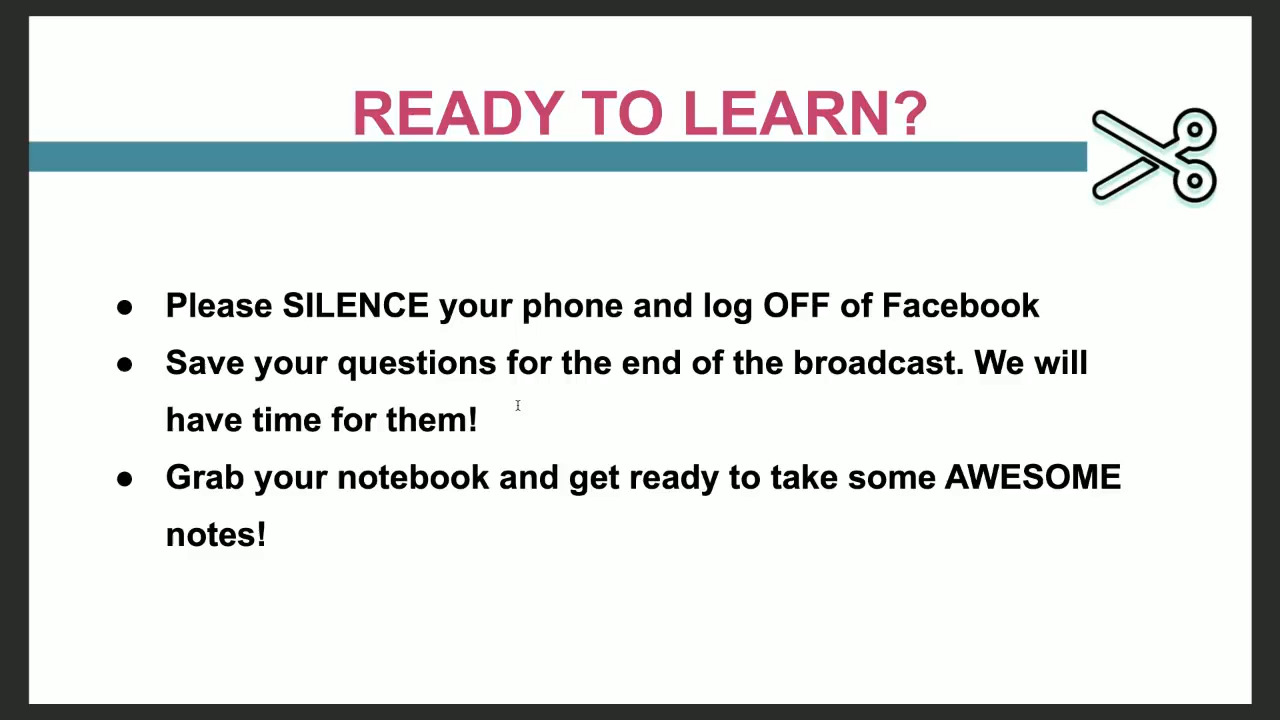 READY TO LEARN?
● Please SILENCE your phone and log OFF of Facebook
● Save your questions for the end of the broadcast. We will
have time for them!
● Grab your notebook and get ready to take some AWESOME
notes!